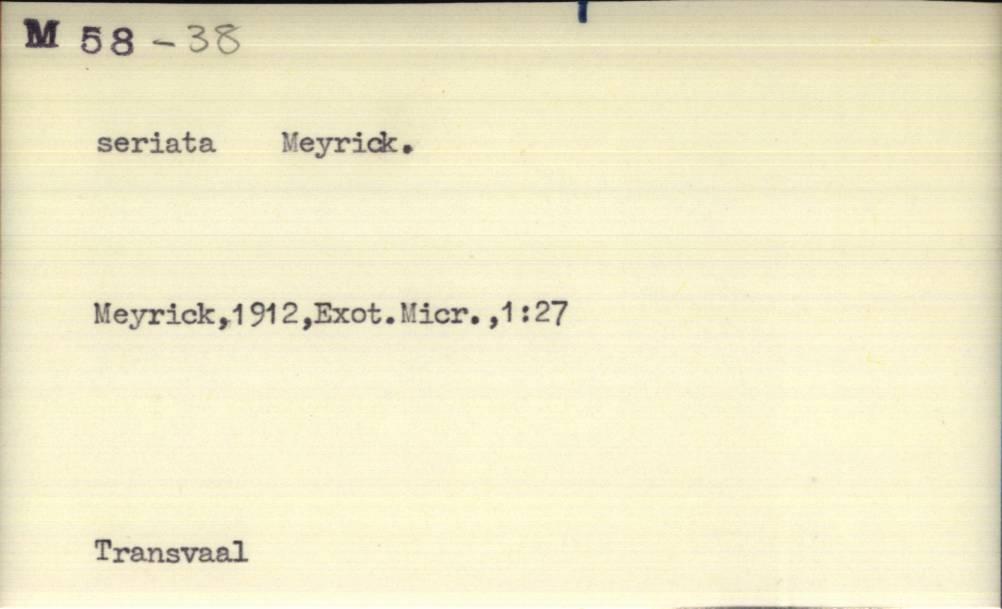 M 58 - 38
seriata Meyrick.
Meyrick,1912,Exot.Micr.,1:27
Transvaal